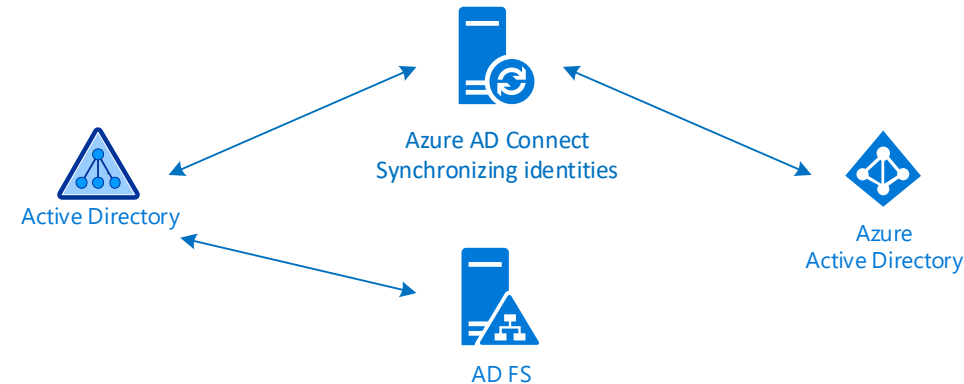 Azure AD Connect
Synchronizing identities
Active Directory
Azure
Active Directory
AD FS